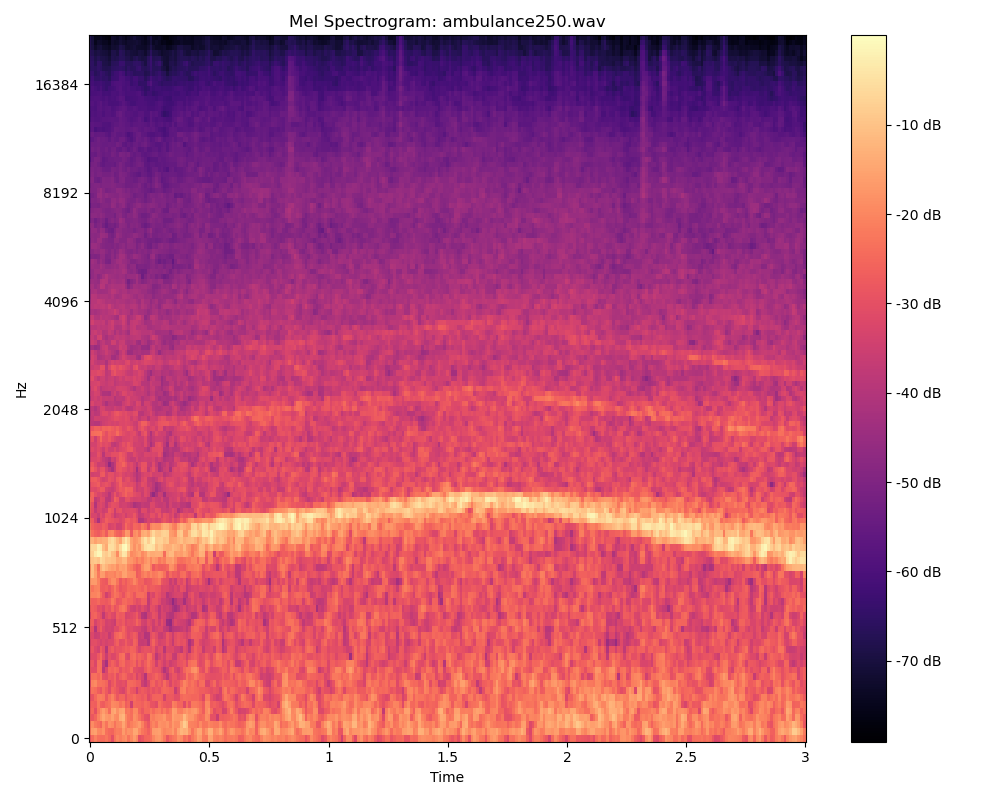 Mel Spectrogram: ambulance250.wav
16384
8192
4096
2048
1024
512
0
Hz
0
0.5
1
1.5
2
2.5
3
Time
-10 dB
-20 dB
-30 dB
-40 dB
-50 dB
-60 dB
-70 dB